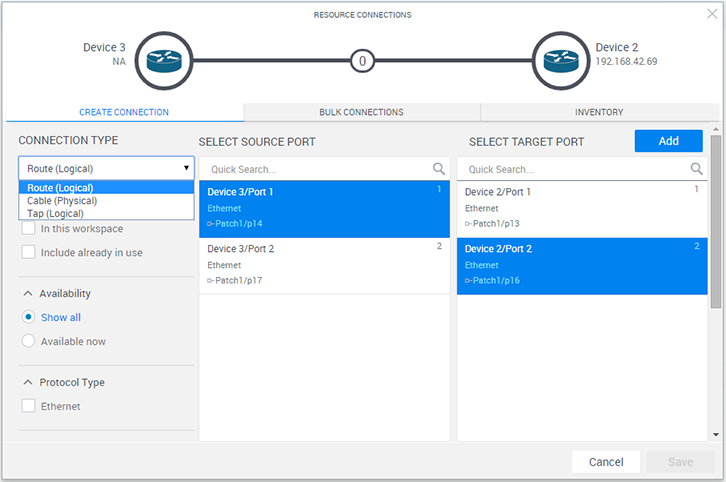 RESOURCE CONNECTIONS
Device 3
NA
0
Device 2
192.168.42.69
CREATE CONNECTION
BULK CONNECTIONS
INVENTORY
CONNECTION TYPE
Route (Logical)
Route (Logical)
Cable (Physical)
Tap (Logical)
In this workspace
Include already in use
Availability
Show all
Available now
Protocol Type
Ethernet
SELECT SOURCE PORT
Quick Search...
Device 3/Port 1 1
Ethernet
Patch1/p14
Device 3/Port 2 2
Ethernet
Patch1/p17
SELECT TARGET PORT
Add
Quick Search...
Device 2/Port 1 1
Ethernet
Patch1/p13
Device 2/Port 2 2
Ethernet
Patch1/p16
Cancel
Save